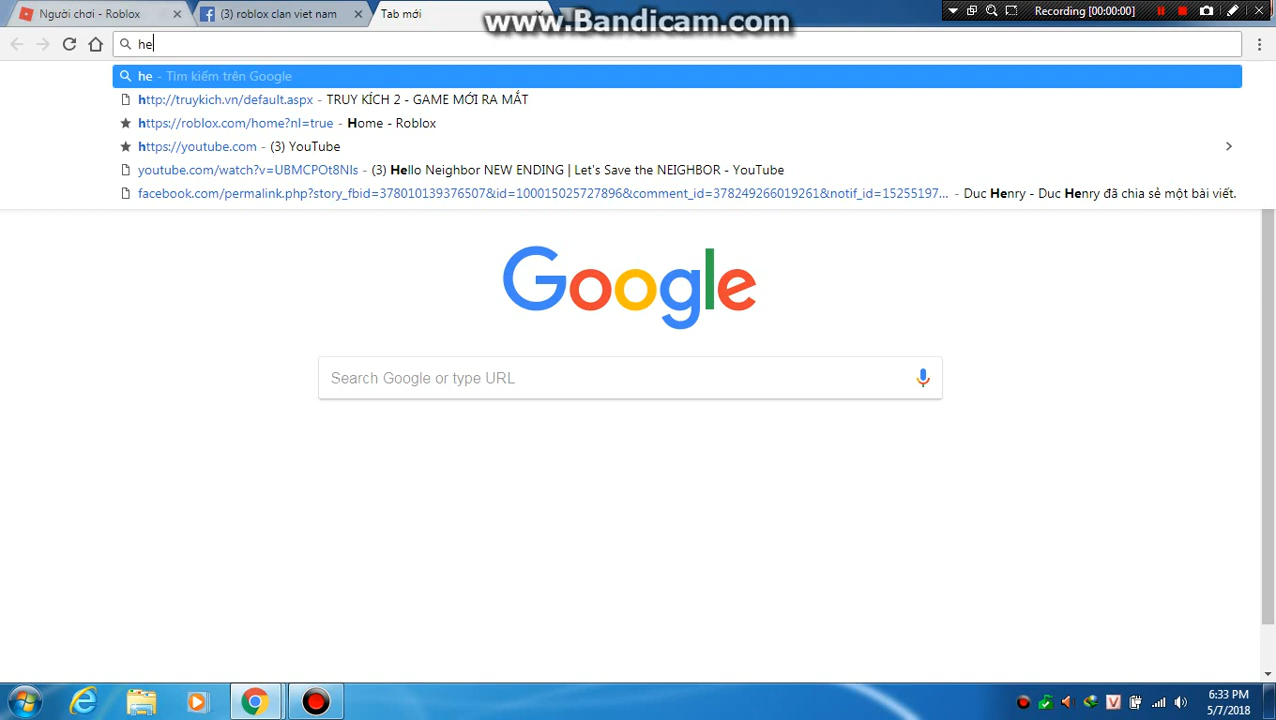 Người chơi - Roblox
(3) roblox clan viet nam
Tab mới
www.Bandicam.com
Recording [00:00:00]
he
he - Tìm kiếm trên Google
http://truykich.vn/default.aspx - TRUY KÍCH 2 - GAME MỚI RA MẮT
https://roblox.com/home?nl=true - Home - Roblox
https://youtube.com - (3) YouTube
youtube.com/watch?v=UBMCPOt8NIs - (3) Hello Neighbor NEW ENDING | Let's Save the NEIGHBOR - YouTube
facebook.com/permalink.php?story_fbid=378010139376507&id=100015025727896&comment_id=378249266019261&notif_id=15255197... - Duc Henry - Duc Henry đã chia sẻ một bài viết.
Google
Search Google or type URL
V
6:33 PM
5/7/2018